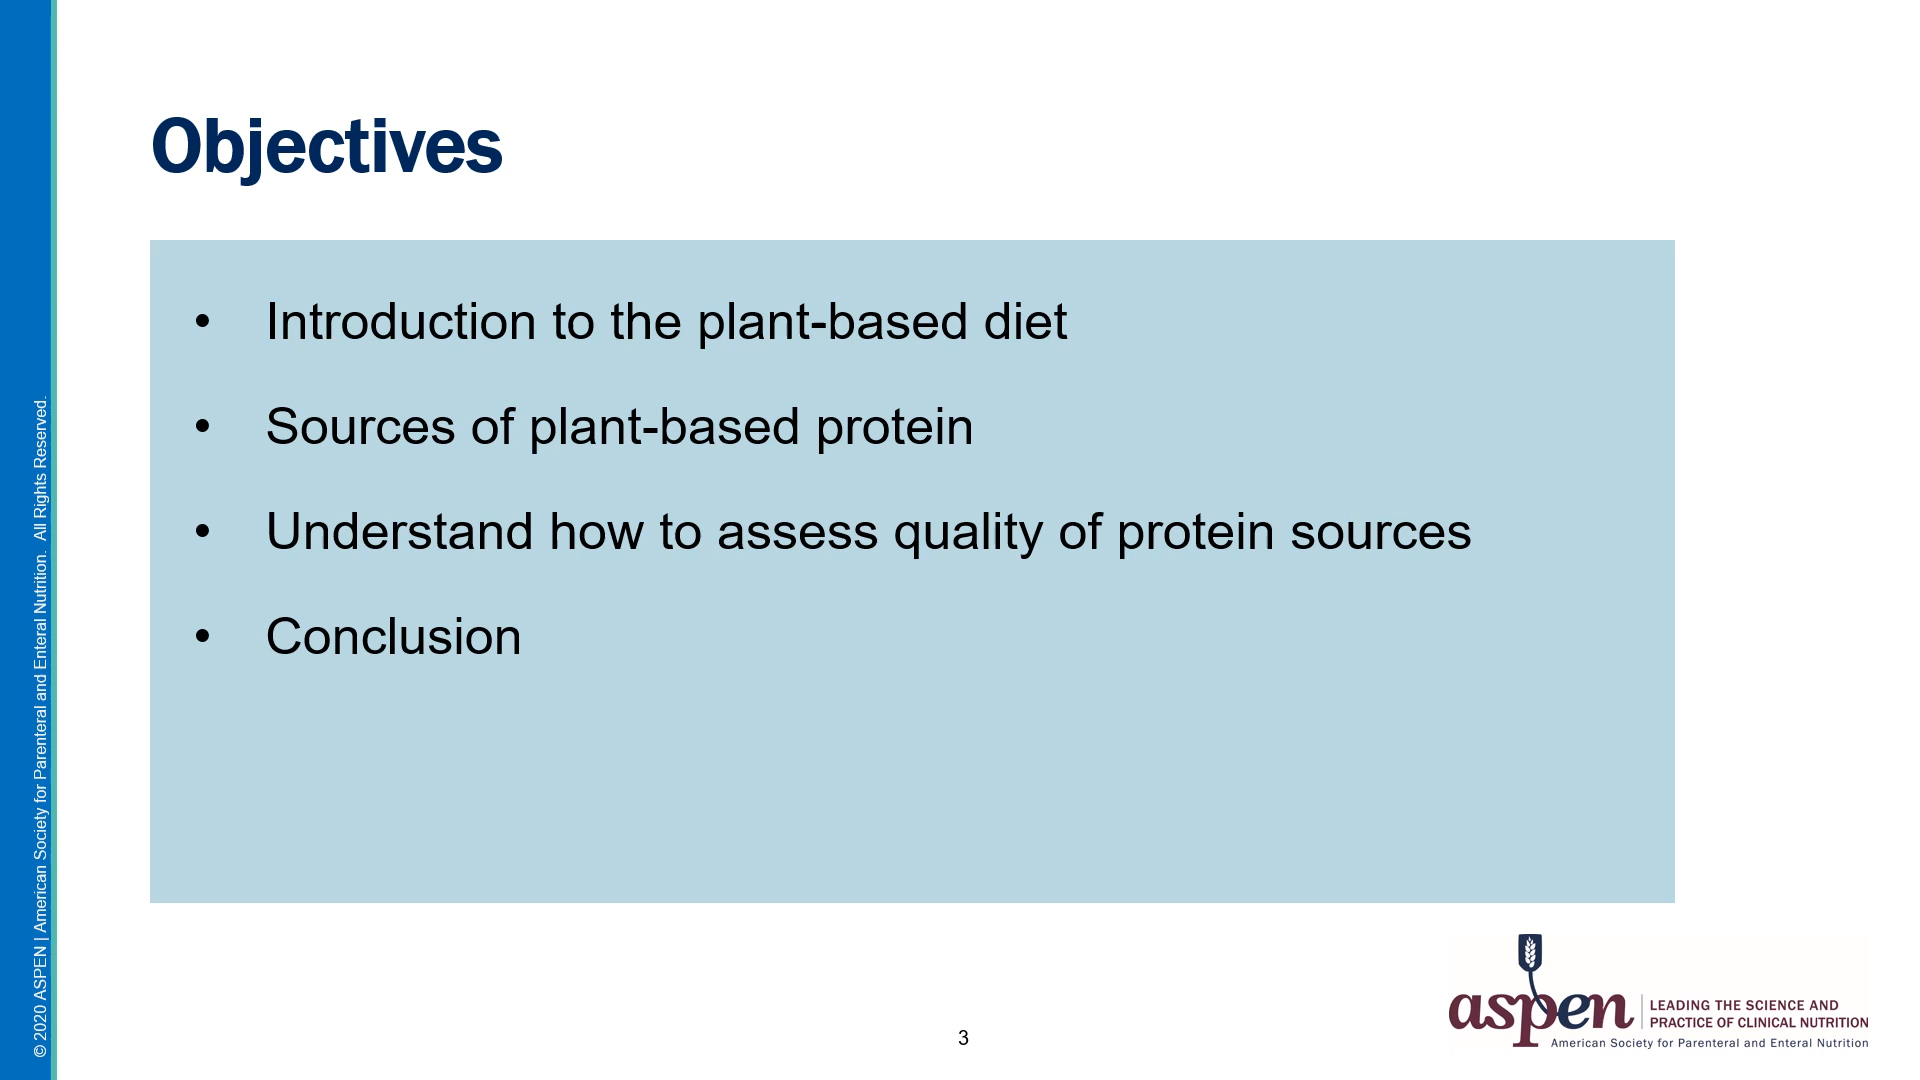 Objectives
• Introduction to the plant-based diet
• Sources of plant-based protein
• Understand how to assess quality of protein sources
• Conclusion
© 2020 ASPEN | American Society for Parenteral and Enteral Nutrition. All Rights Reserved.
3
aspen
LEADING THE SCIENCE AND
PRACTICE OF CLINICAL NUTRITION
American Society for Parenteral and Enteral Nutrition